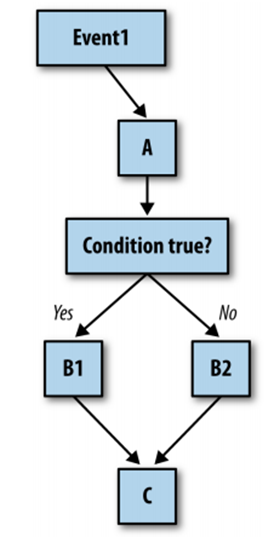 Event1
A
Condition true?
Yes
No
B1
B2
C